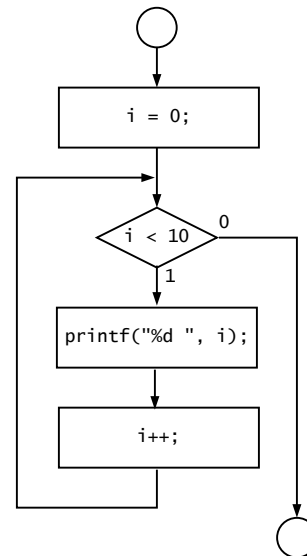 i = 0;
i < 10
0
1
printf("%d ", i);
i++;